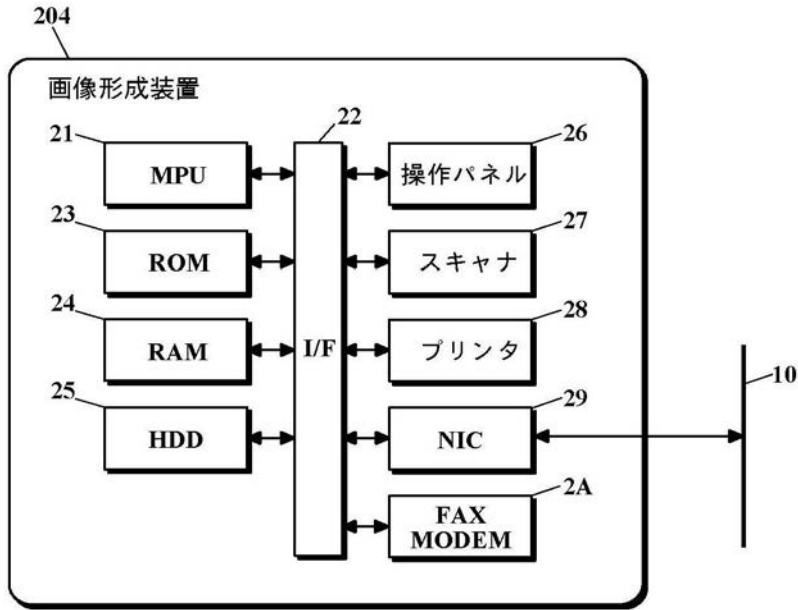 204
画像形成装置
22
21
MPU
23
ROM
24
RAM
25
HDD
I/F
26
操作パネル
27
スキャナ
28
プリンタ
29
NIC
2A
FAX
MODEM
10